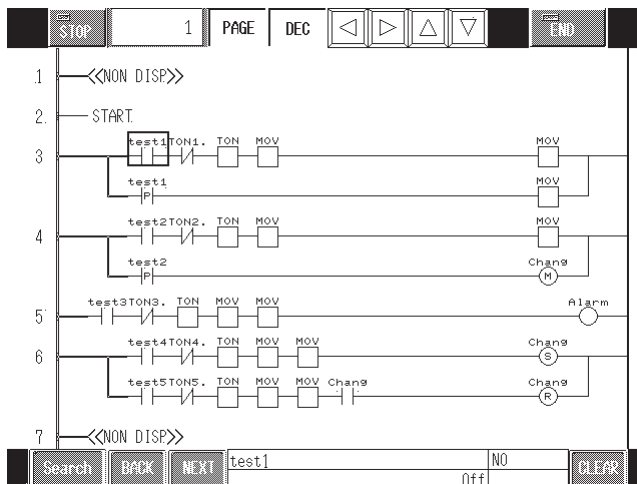 STOP 1 PAGE DEC END
1 <<NON DISP>>
2. START.
test1 TON1. TON MOV MOV
3
test1 MOV
P
test2 TON2. TON MOV MOV
4
test2 Chang
P M
test3 TON3. TON MOV MOV Alarm
5
test4 TON4. TON MOV MOV Chang
6 S
test5 TON5. TON MOV MOV Chang Chang
R
7 <<NON DISP>>
Search BACK NEXT test1 NO CLEAR
Off